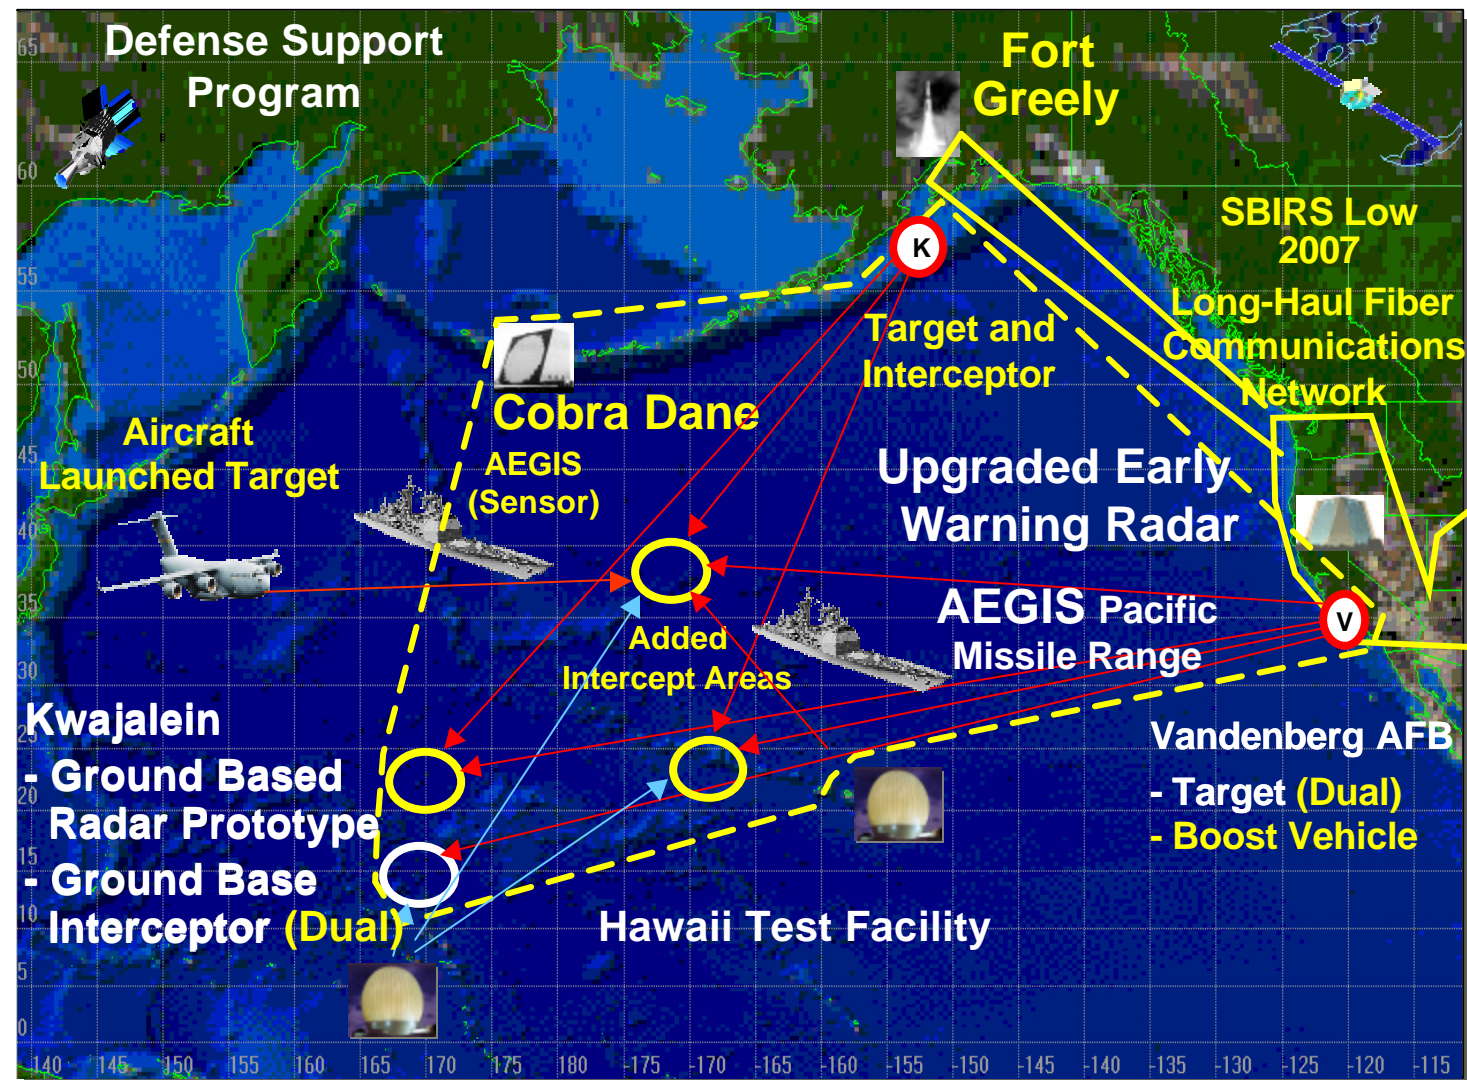 Defense Support
Program
Fort
Greely
SBIRS Low
2007
Long-Haul Fiber
Communications
Network
K
Target and
Interceptor
Cobra Dane
AEGIS
(Sensor)
Aircraft
Launched Target
Upgraded Early
Warning Radar
AEGIS Pacific
Missile Range
V
Added
Intercept Areas
Kwajalein
- Ground Based
Radar Prototype
- Ground Base
Interceptor (Dual)
Vandenberg AFB
- Target (Dual)
- Boost Vehicle
Hawaii Test Facility
65
60
55
50
45
40
35
30
25
20
15
10
5
0
140 145 150 155 160 165 170 175 180 -175 -170 -165 -160 -155 -150 -145 -140 -135 -130 -125 -120 -115